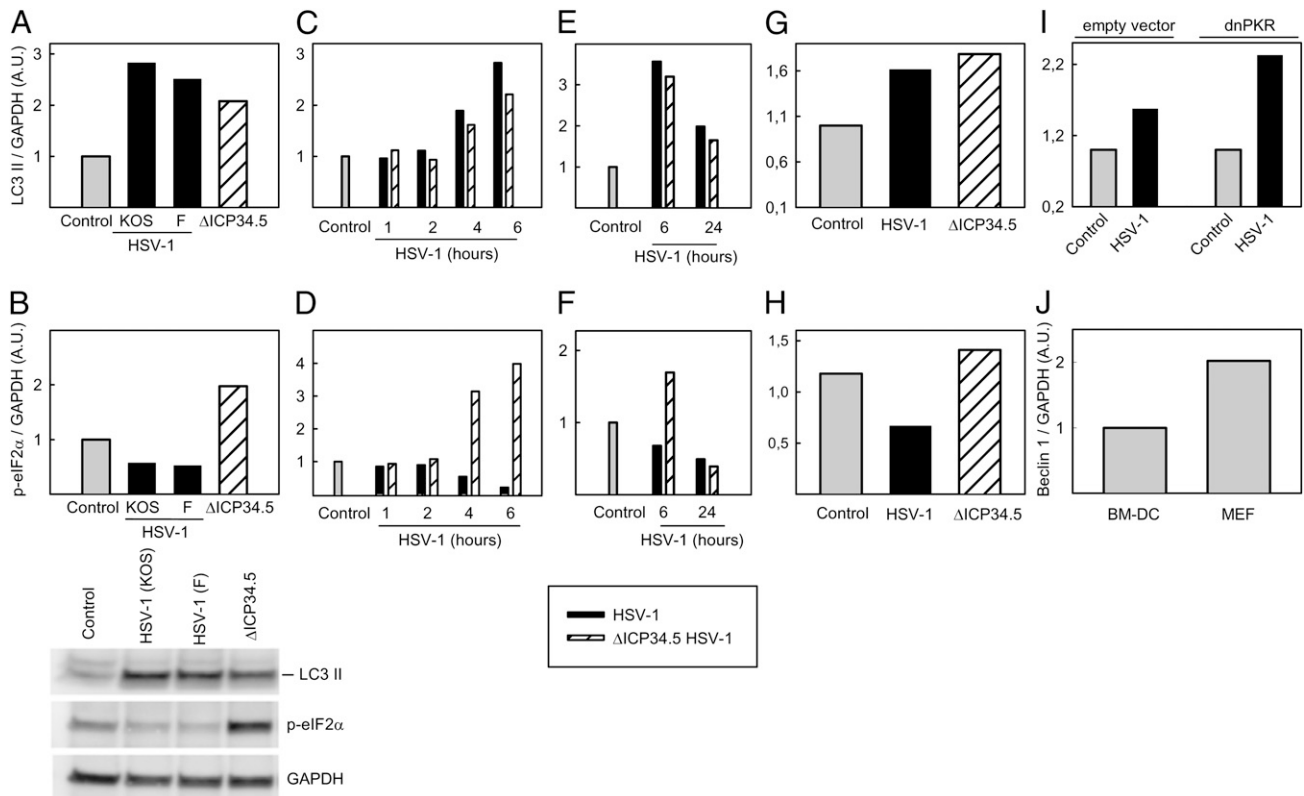 A
LC3 II / GAPDH (A.U.)
3
2
1
Control KOS F ΔICP34.5
HSV-1
C
3
2
1
Control 1 2 4 6
HSV-1 (hours)
E
3
2
1
Control 6 24
HSV-1 (hours)
G
1,6
1,1
0,6
0,1
Control HSV-1 ΔICP34.5
I
empty vector dnPKR
2,2
1,2
0,2
Control HSV-1 Control HSV-1
B
p-eIF2α / GAPDH (A.U.)
2
1
Control KOS F ΔICP34.5
HSV-1
D
4
3
2
1
Control 1 2 4 6
HSV-1 (hours)
F
2
1
Control 6 24
HSV-1 (hours)
H
1,5
1,0
0,5
Control HSV-1 ΔICP34.5
J
Beclin 1 / GAPDH (A.U.)
2
1
BM-DC MEF
Control HSV-1 (KOS) HSV-1 (F) ΔICP34.5
LC3 II
p-eIF2α
GAPDH
HSV-1
ΔICP34.5 HSV-1